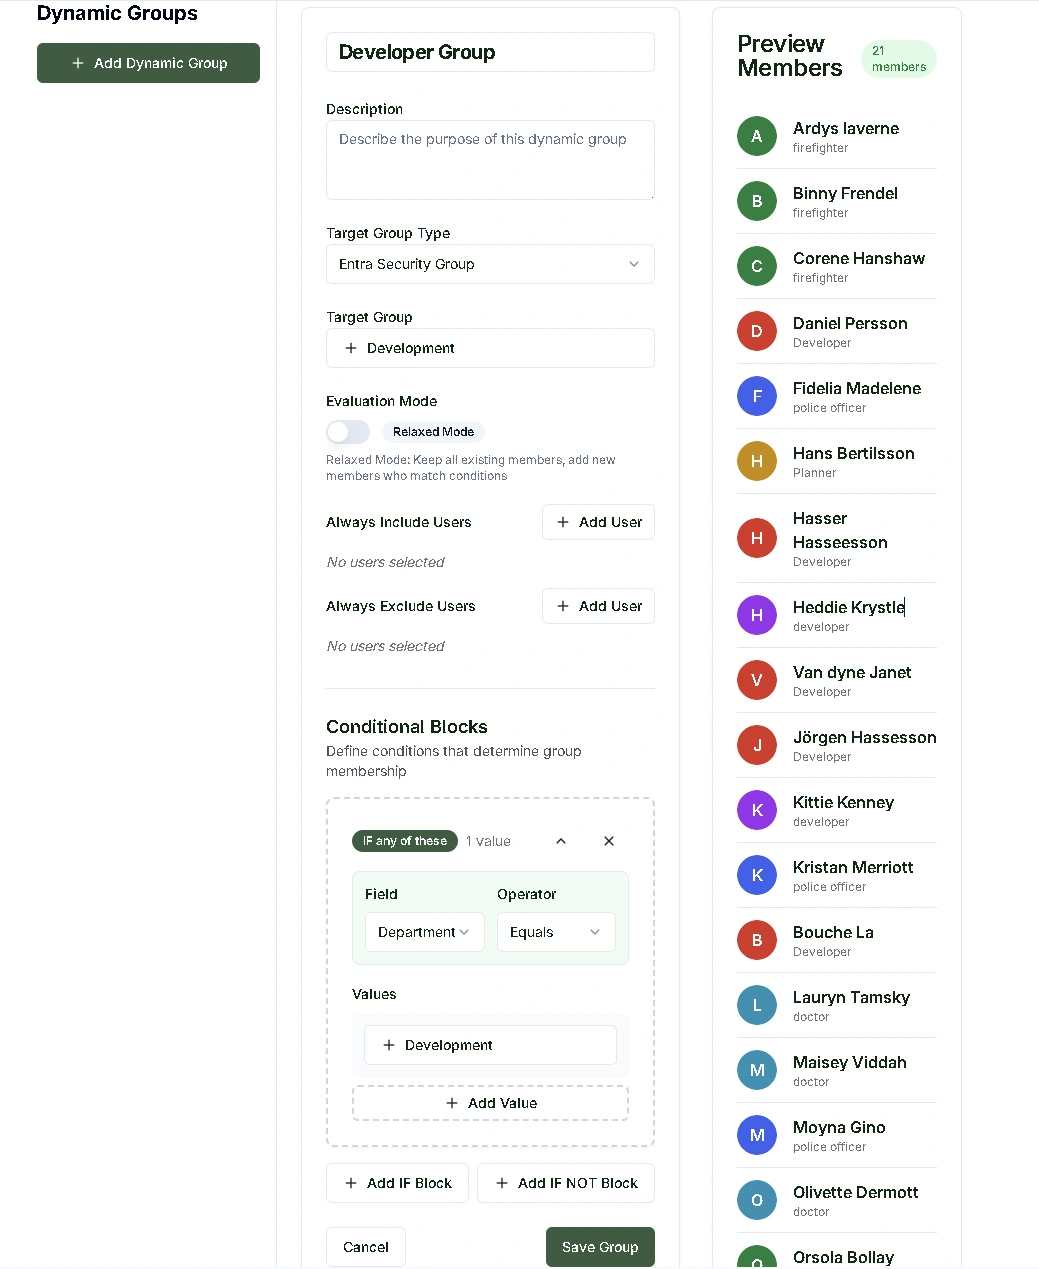 Dynamic Groups
+ Add Dynamic Group
Developer Group
Description
Describe the purpose of this dynamic group
Target Group Type
Entra Security Group
Target Group
+ Development
Evaluation Mode
Relaxed Mode
Relaxed Mode: Keep all existing members, add new
members who match conditions
Always Include Users
+ Add User
No users selected
Always Exclude Users
+ Add User
No users selected
Conditional Blocks
Define conditions that determine group
membership
IF any of these 1 value
Field
Operator
Department
Equals
Values
+ Development
+ Add Value
+ Add IF Block
+ Add IF NOT Block
Cancel
Save Group
Preview
Members
21
members
A
Ardys laverne
firefighter
B
Binny Frendel
firefighter
C
Corene Hanshaw
firefighter
D
Daniel Persson
Developer
F
Fidelia Madelene
police officer
H
Hans Bertilsson
Planner
H
Hasser
Hasseesson
Developer
H
Heddie Krystle
developer
V
Van dyne Janet
Developer
J
Jörgen Hassesson
Developer
K
Kittie Kenney
developer
K
Kristan Merriott
police officer
B
Bouche La
Developer
L
Lauryn Tamsky
doctor
M
Maisey Viddah
doctor
M
Moyna Gino
police officer
O
Olivette Dermott
doctor
O
Orsola Bollay